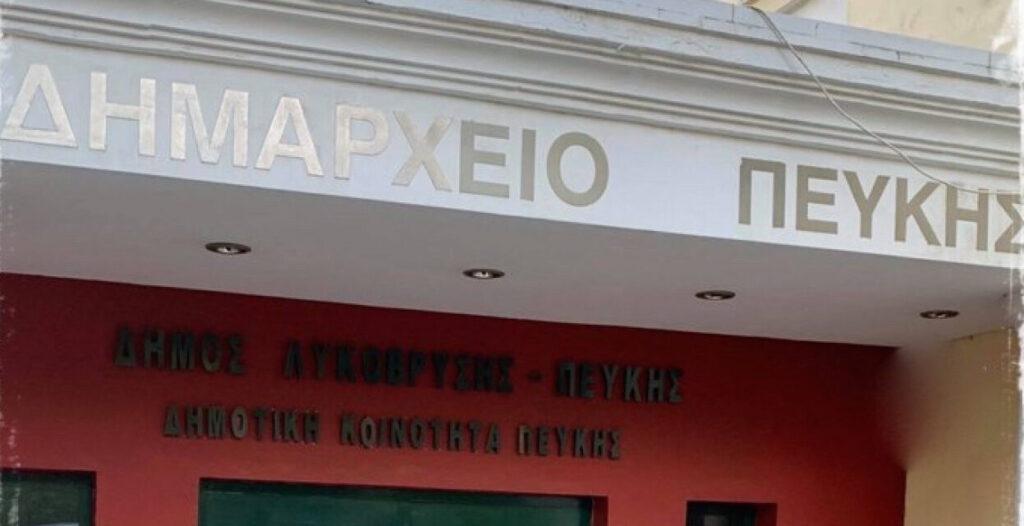 ΔΗΜΑΡΧΕΙΟ ΠΕΥΚΗΣ
ΔΗΜΟΣ ΛΥΚΟΒΡΥΣΗΣ - ΠΕΥΚΗΣ
ΔΗΜΟΤΙΚΗ ΚΟΙΝΟΤΗΤΑ ΠΕΥΚΗΣ